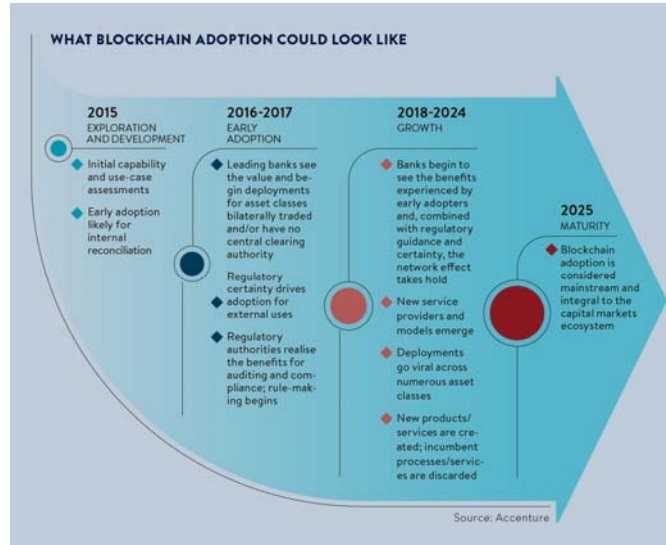 WHAT BLOCKCHAIN ADOPTION COULD LOOK LIKE
2015
EXPLORATION
AND DEVELOPMENT
Initial capability
and use-case
assessments
Early adoption
likely for
internal
reconciliation
2016-2017
EARLY
ADOPTION
Leading banks see
the value and be-
gin deployments
for asset classes
bilaterally traded
and/or have no
central clearing
authority
Regulatory
certainty drives
adoption for
external uses
Regulatory
authorities realise
the benefits for
auditing and com-
pliance; rule-mak-
ing begins
2018-2024
GROWTH
Banks begin to
see the benefits
experienced by
early adopters
and, combined
with regulatory
guidance and
certainty, the
network effect
takes hold
New service
providers and
models emerge
Deployments
go viral across
numerous asset
classes
New products/
services are cre-
ated; incumbent
processes/servic-
es are discarded
2025
MATURITY
Blockchain
adoption is
considered
mainstream and
integral to the
capital markets
ecosystem
Source: Accenture